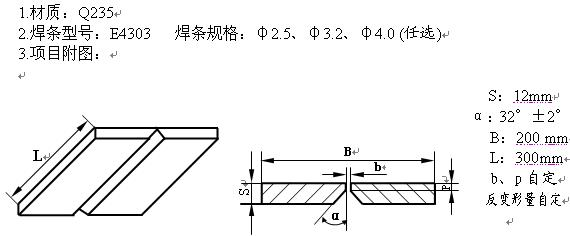 1.材质：Q235
2.焊条型号：E4303 焊条规格：Φ2.5、Φ3.2、Φ4.0 (任选)
3.项目附图：
L
B
b
S
P
α
S：12mm
α：32°±2°
B：200 mm
L：300mm
b、p 自定
反变形量自定